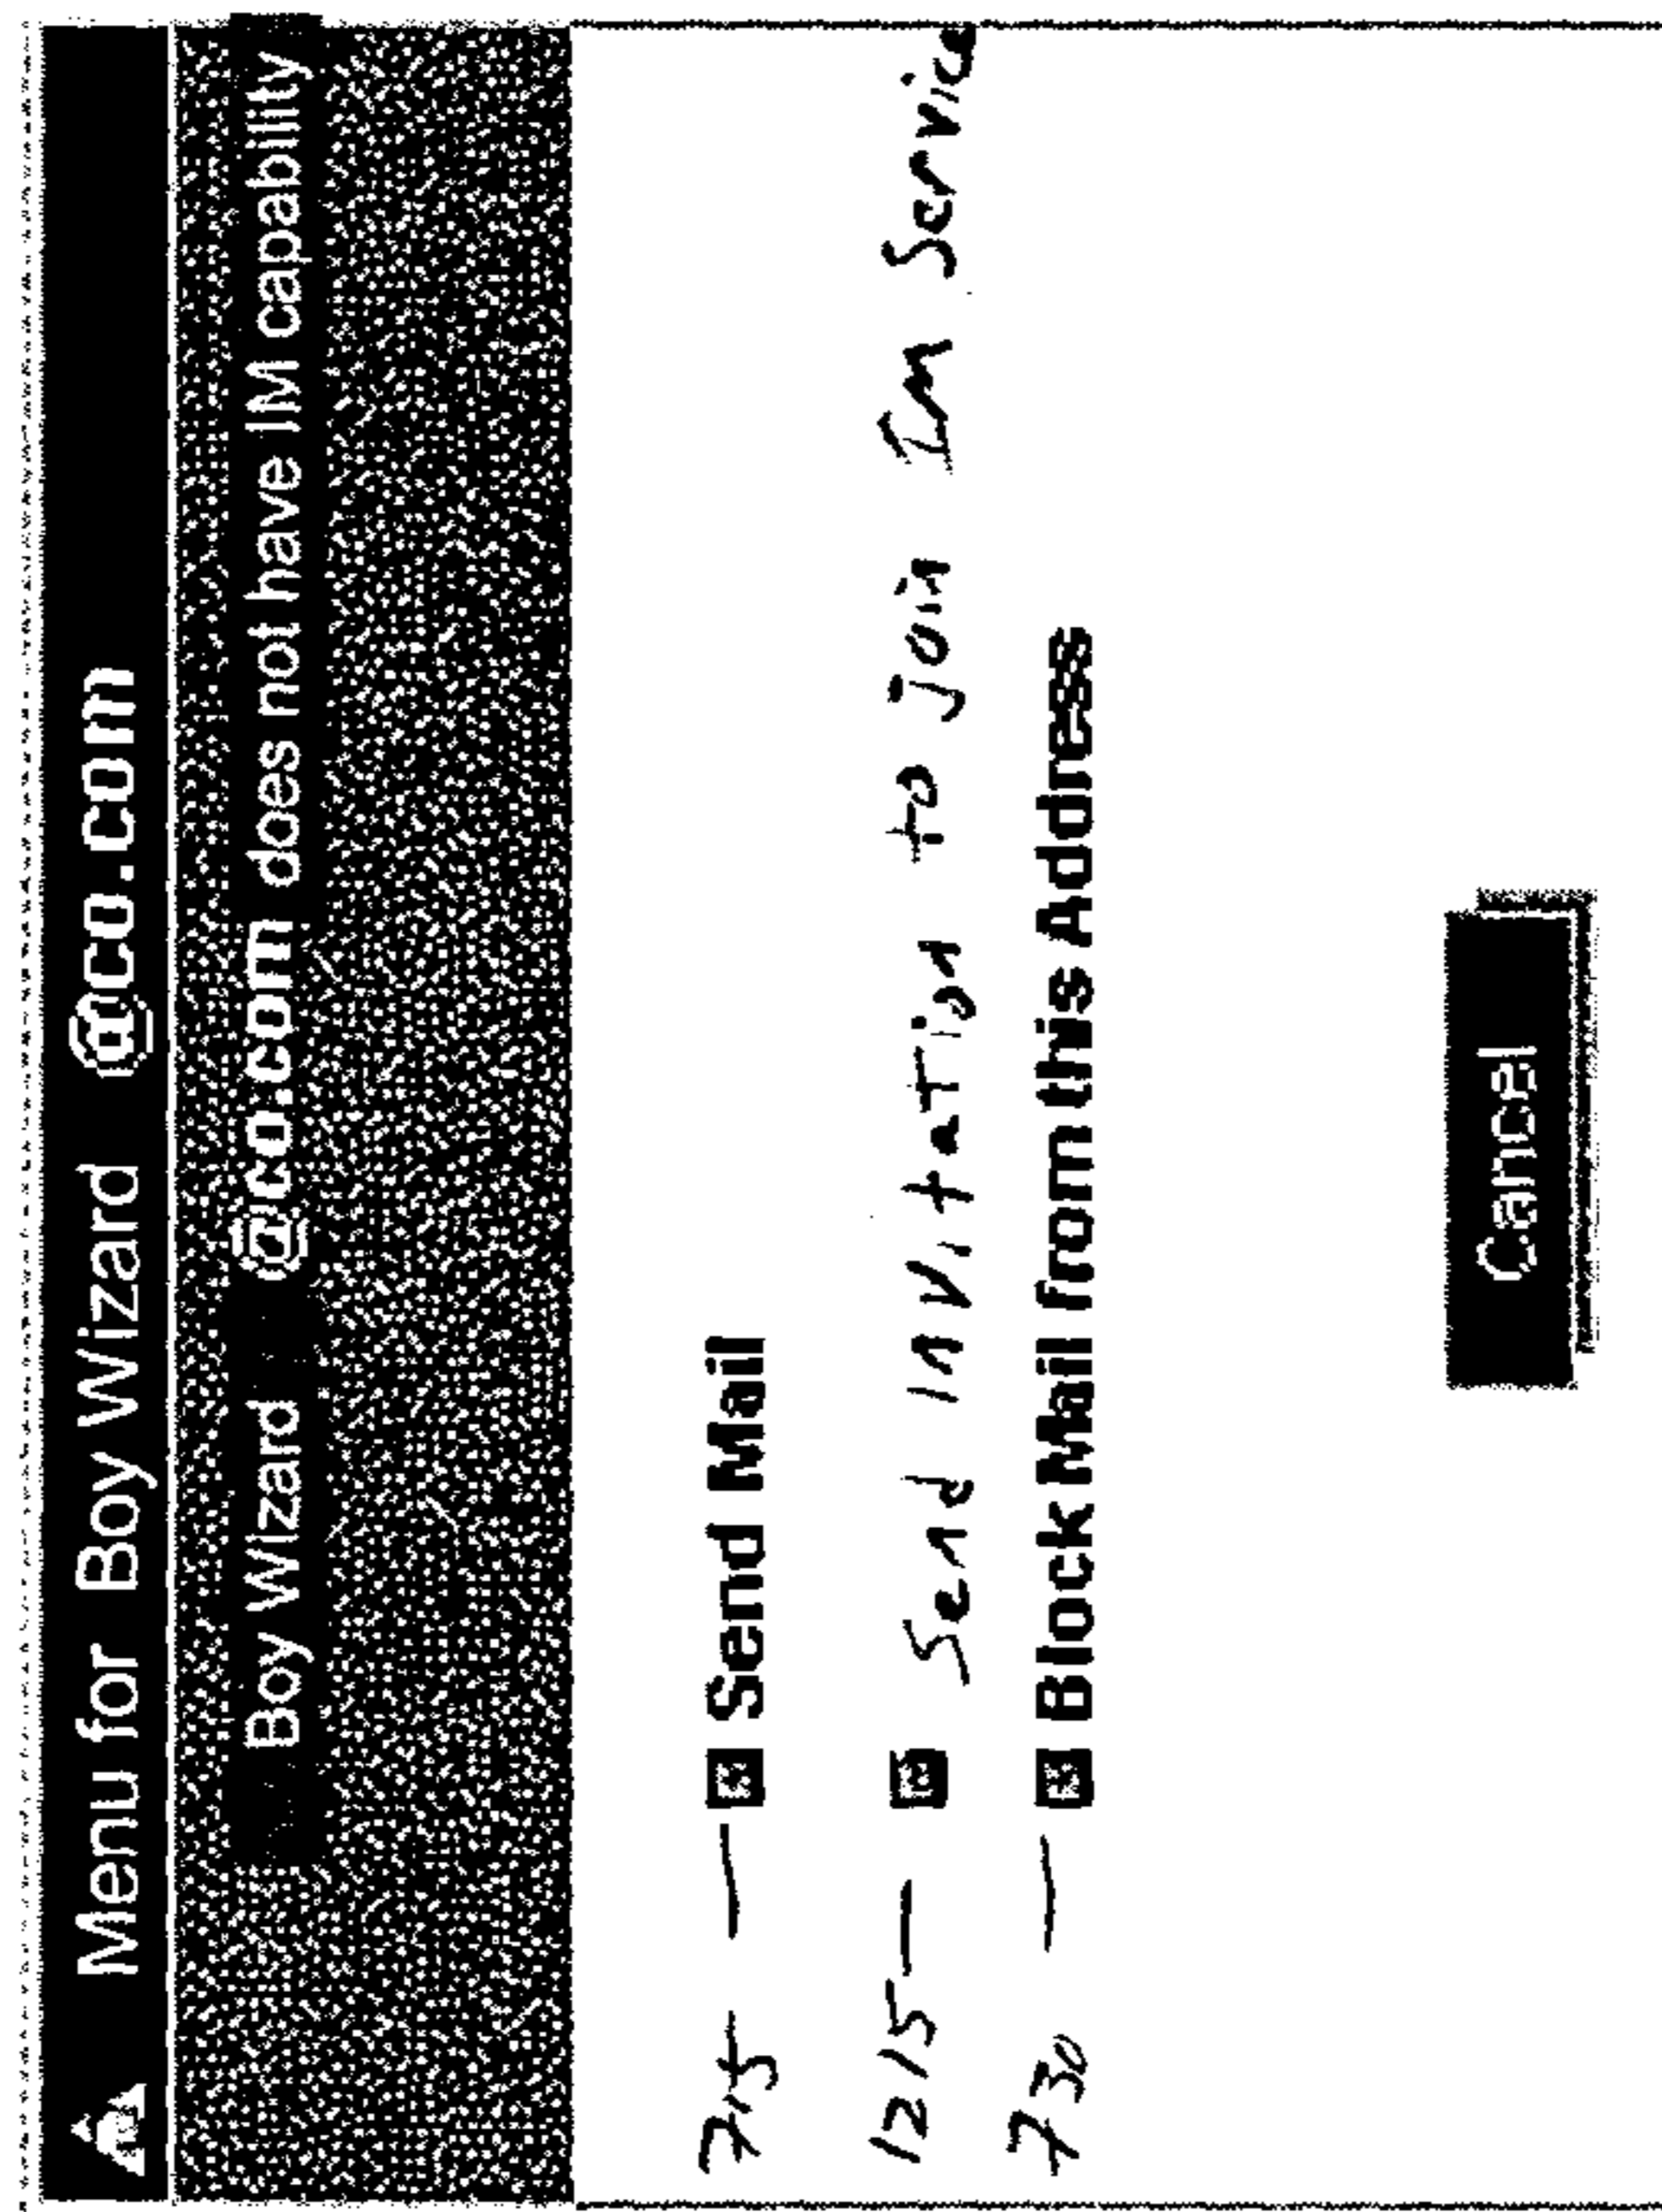 Menu for Boy Wizard @co.com
Boy Wizard @co.com does not have IM capability
715 Send Mail
1215 Send Invitation to Join IM Service
730 Block Mail from this Address
Cancel